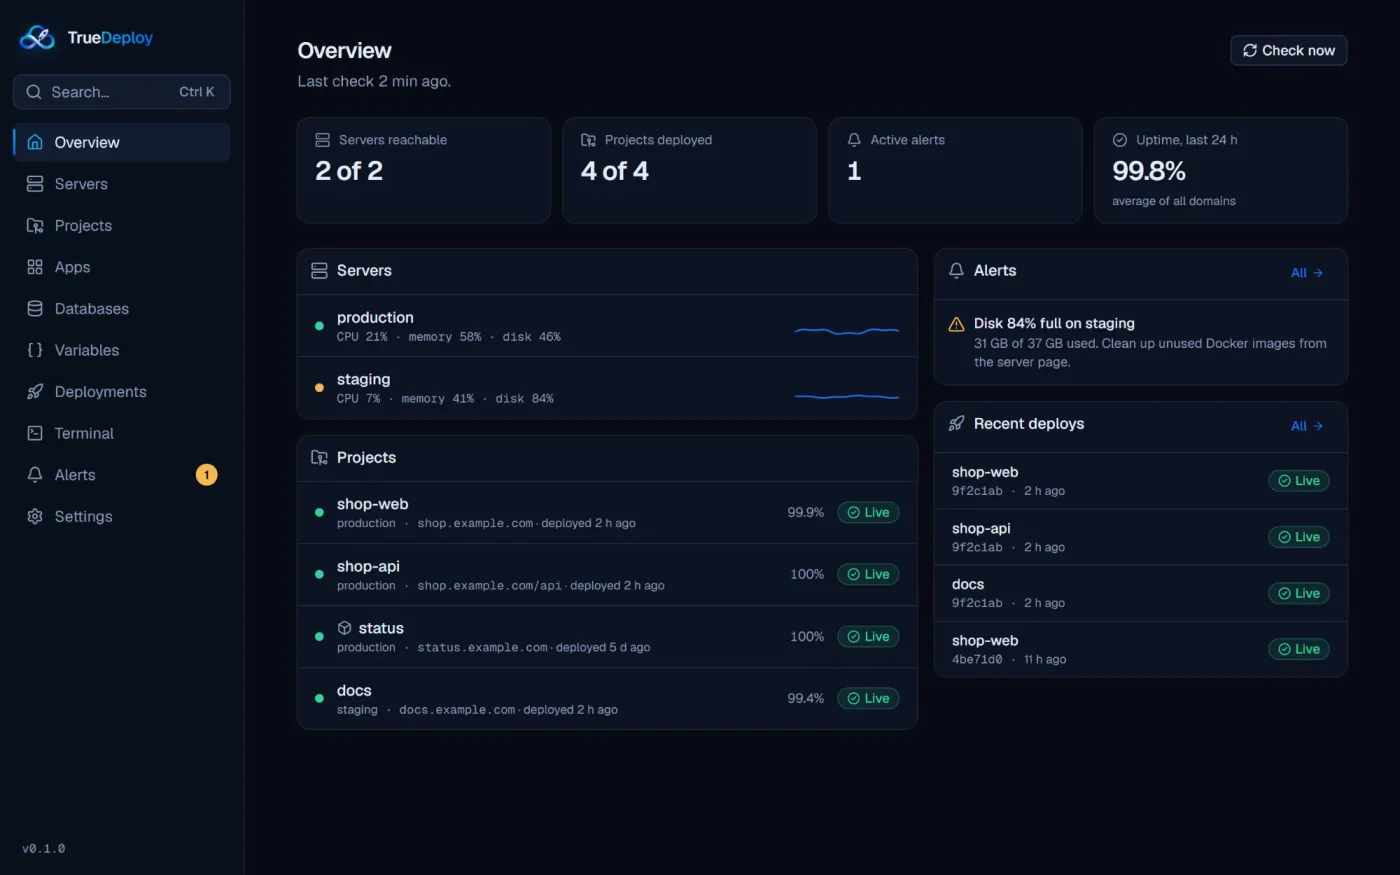 TrueDeploy
Search... Ctrl K
Overview
Servers
Projects
Apps
Databases
{ } Variables
Deployments
Terminal
Alerts 1
Settings
v0.1.0
Overview
Last check 2 min ago.
Check now
Servers reachable
2 of 2
Projects deployed
4 of 4
Active alerts
1
Uptime, last 24 h
99.8%
average of all domains
Servers
production
CPU 21% · memory 58% · disk 46%
staging
CPU 7% · memory 41% · disk 84%
Projects
shop-web
production · shop.example.com · deployed 2 h ago
99.9% Live
shop-api
production · shop.example.com/api · deployed 2 h ago
100% Live
status
production · status.example.com · deployed 5 d ago
100% Live
docs
staging · docs.example.com · deployed 2 h ago
99.4% Live
Alerts
All →
Disk 84% full on staging
31 GB of 37 GB used. Clean up unused Docker images from
the server page.
Recent deploys
All →
shop-web
9f2c1ab · 2 h ago
Live
shop-api
9f2c1ab · 2 h ago
Live
docs
9f2c1ab · 2 h ago
Live
shop-web
4be71d0 · 11 h ago
Live